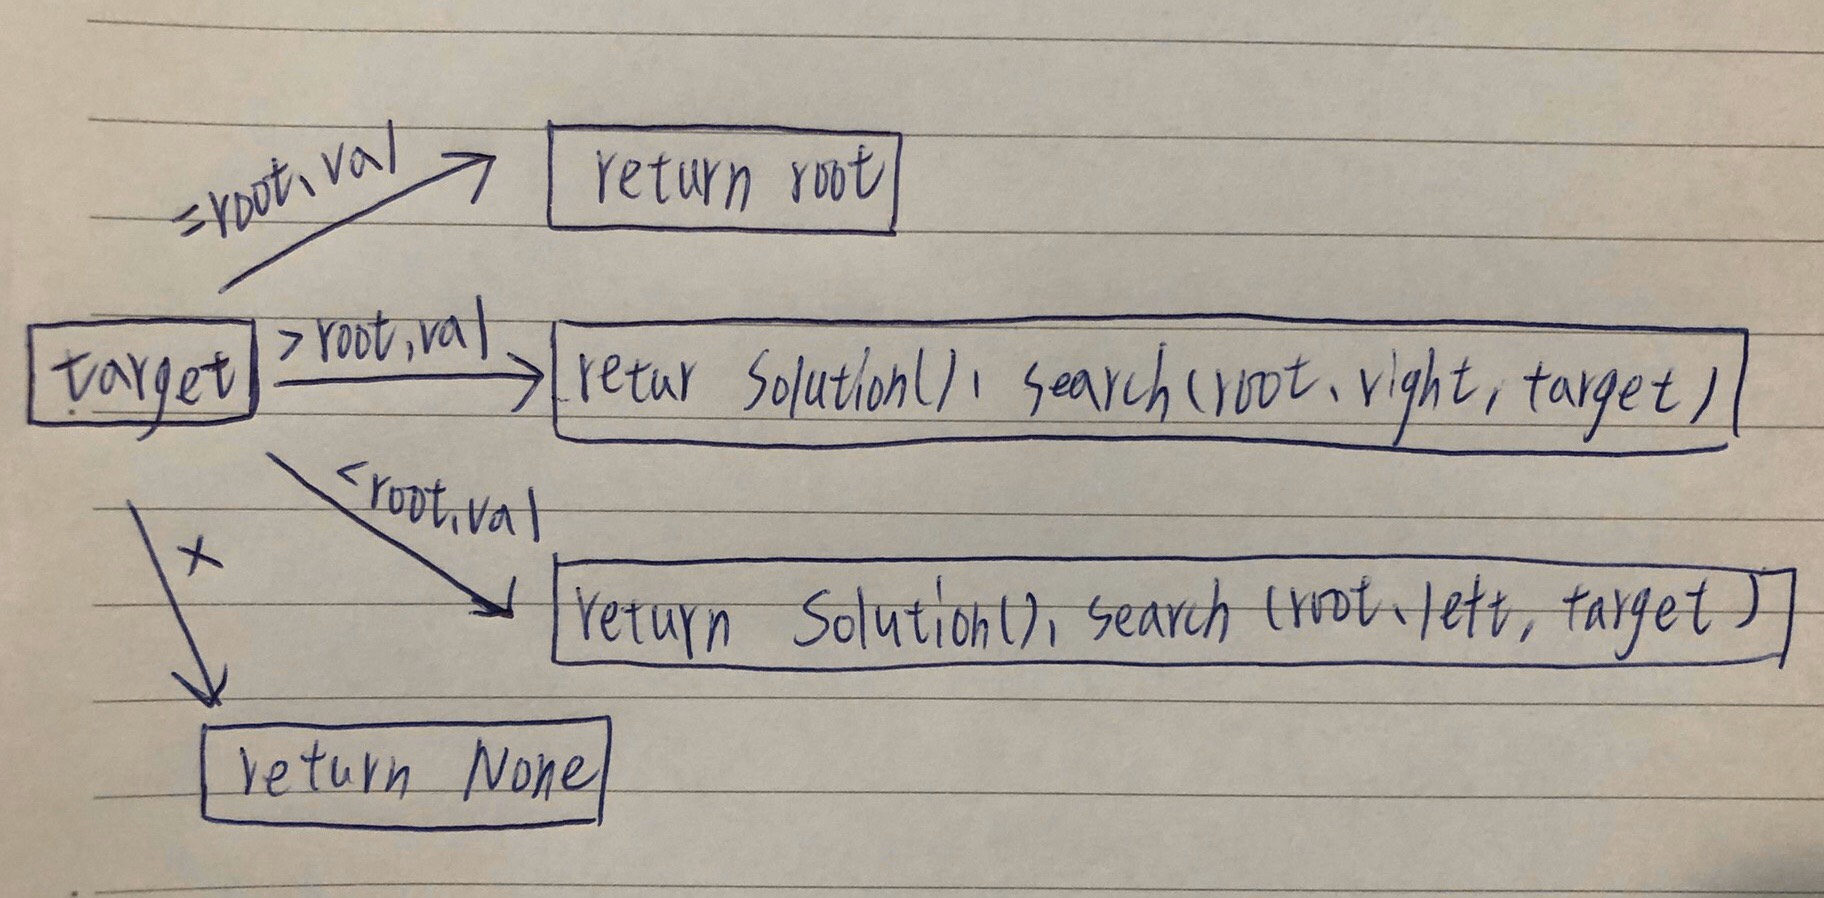 =root.val
return root
target
>root.val
retur Solution().search(root.right, target)
<root.val
return Solution().search(root.left, target)
x
return None